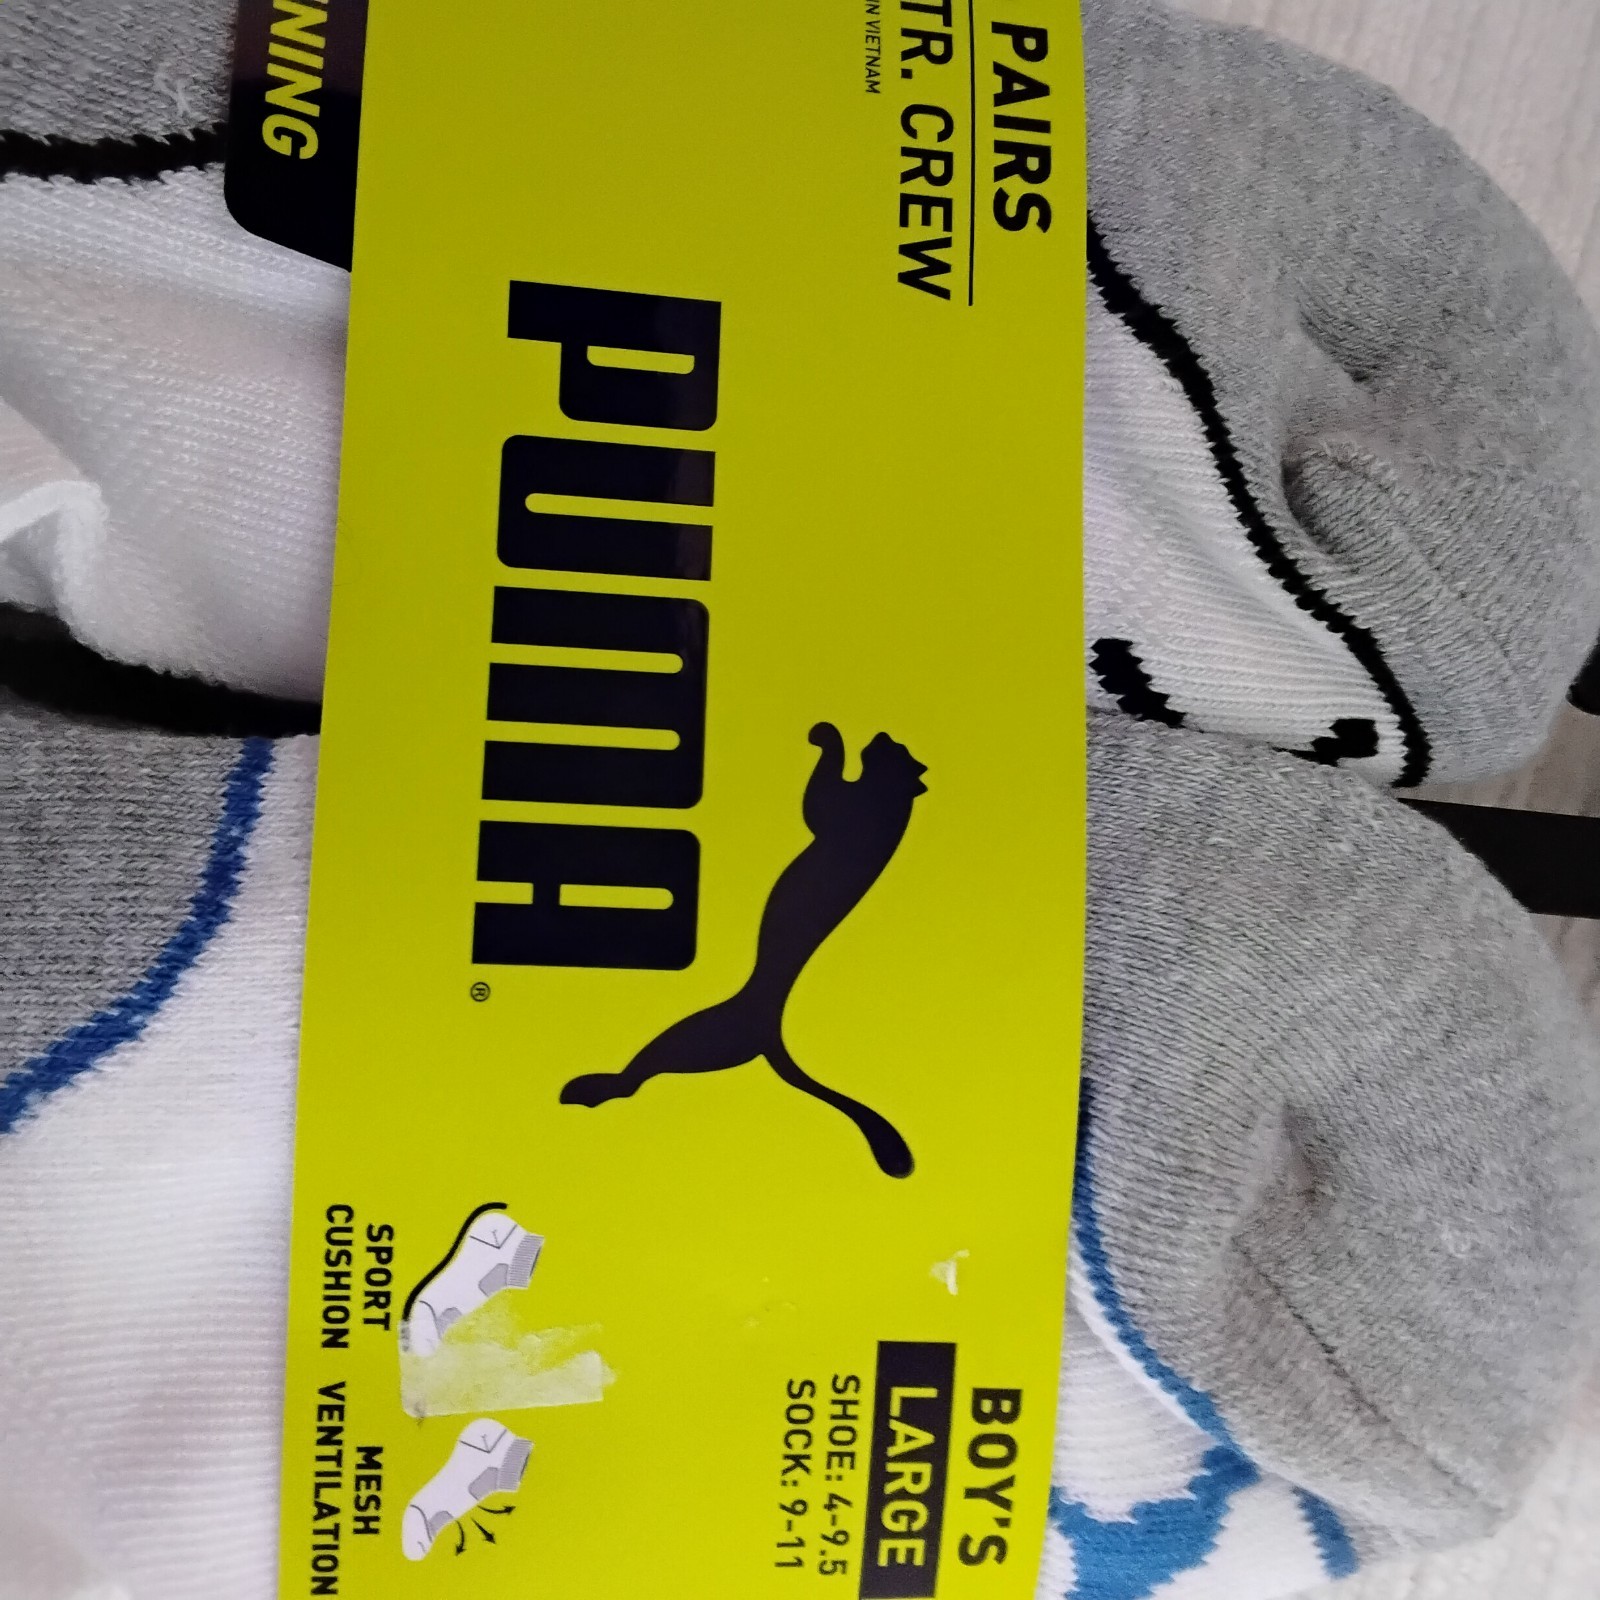 PAIRS
TR. CREW
IN VIETNAM
NNING
PUMA®
BOY'S
LARGE
SHOE: 4-9.5
SOCK: 9-11
SPORT
CUSHION
MESH
VENTILATION